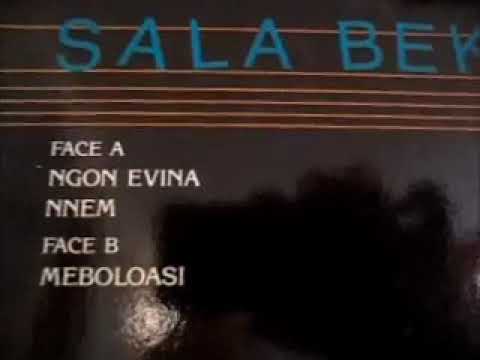 SALA BEK
FACE A
NGON EVINA
NNEM
FACE B
MEBOLOASI